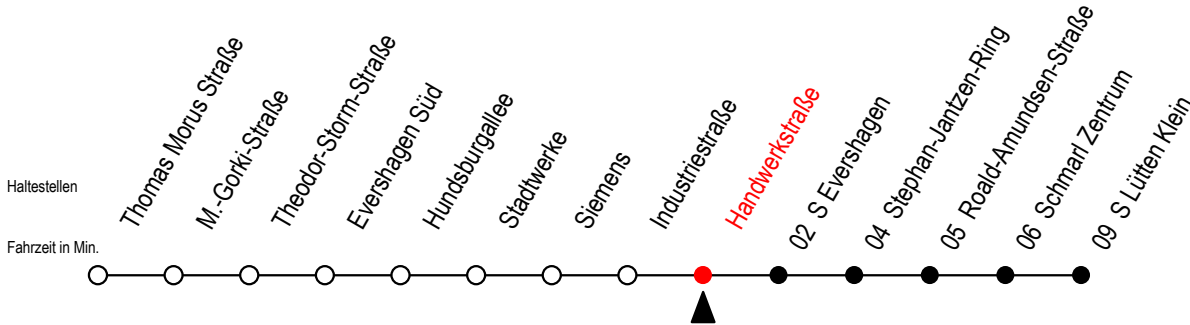 Haltestellen
Fahrzeit in Min.
Thomas Morus Straße
M.-Gorki-Straße
Theodor-Storm-Straße
Evershagen Süd
Hundsburgallee
Stadtwerke
Siemens
Industriestraße
Handwerkstraße
02 S Evershagen
04 Stephan-Jantzen-Ring
05 Roald-Amundsen-Straße
06 Schmarl Zentrum
09 S Lütten Klein